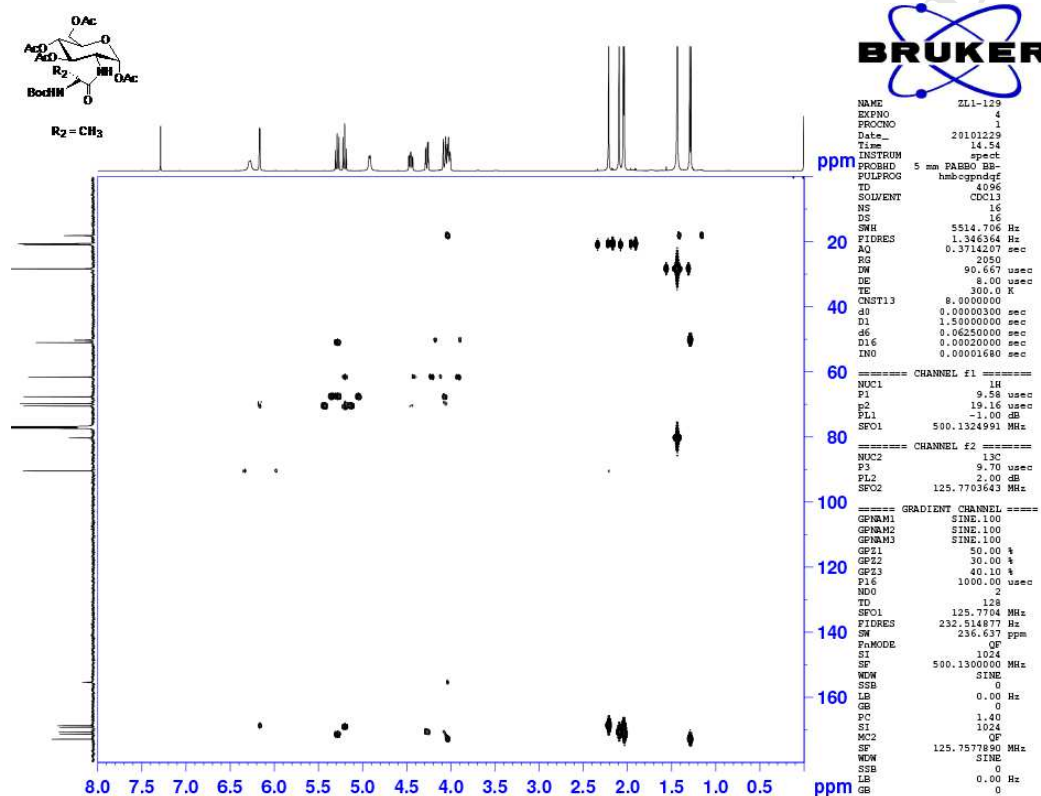 OAc
AcO
O
AcO
R2
NH
OAc
BocHN
O
R2 = CH3
BRUKER
NAME ZL1-129
EXPNO 4
PROCNO 1
Date_ 20101229
Time 14.54
INSTRUM spect
PROBHD 5 mm PABBO BB-
PULPROG hmbcgpndqf
TD 4096
SOLVENT CDCl3
NS 16
DS 16
SWH 5514.706 Hz
FIDRES 1.346364 Hz
AQ 0.3714207 sec
RG 2050
DW 90.667 usec
DE 8.00 usec
TE 300.0 K
CNST13 8.0000000
d0 0.00000300 sec
D1 1.50000000 sec
d6 0.06250000 sec
D16 0.00020000 sec
IN0 0.00001680 sec
======== CHANNEL f1 ========
NUC1 1H
P1 9.58 usec
p2 19.16 usec
PL1 -1.00 dB
SFO1 500.1324991 MHz
======== CHANNEL f2 ========
NUC2 13C
P3 9.70 usec
PL2 2.00 dB
SFO2 125.7703643 MHz
====== GRADIENT CHANNEL =====
GPNAM1 SINE.100
GPNAM2 SINE.100
GPNAM3 SINE.100
GPZ1 50.00 %
GPZ2 30.00 %
GPZ3 40.10 %
P16 1000.00 usec
ND0 2
TD 128
SFO1 125.7704 MHz
FIDRES 232.514877 Hz
SW 236.637 ppm
FnMODE QF
SI 1024
SF 500.1300000 MHz
WDW SINE
SSB 0
LB 0.00 Hz
GB 0
PC 1.40
SI 1024
MC2 QF
SF 125.7577890 MHz
WDW SINE
SSB 0
LB 0.00 Hz
GB 0
ppm
20
40
60
80
100
120
140
160
8.0 7.5 7.0 6.5 6.0 5.5 5.0 4.5 4.0 3.5 3.0 2.5 2.0 1.5 1.0 0.5 ppm